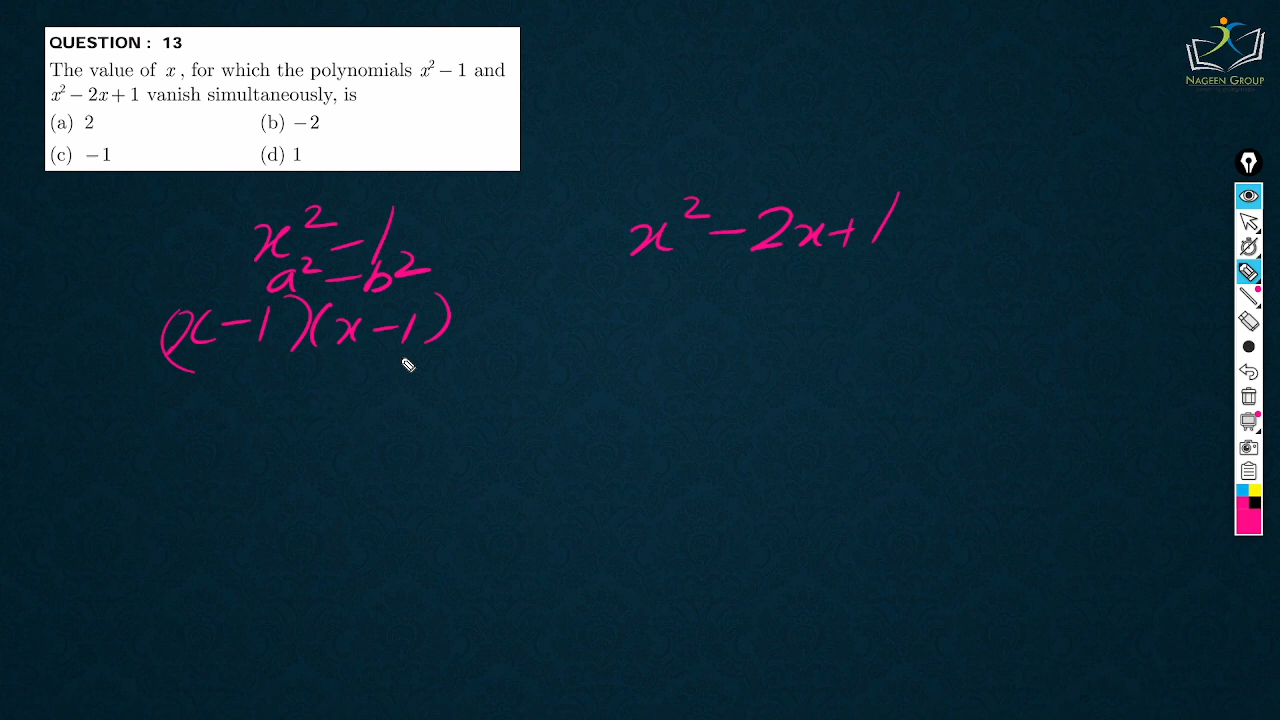 QUESTION : 13
The value of x, for which the polynomials x² − 1 and
x² − 2x + 1 vanish simultaneously, is
(a) 2 (b) −2
(c) −1 (d) 1
NAGEEN GROUP
x² − 1
x² − 2x + 1
a² − b²
(x − 1)(x − 1)